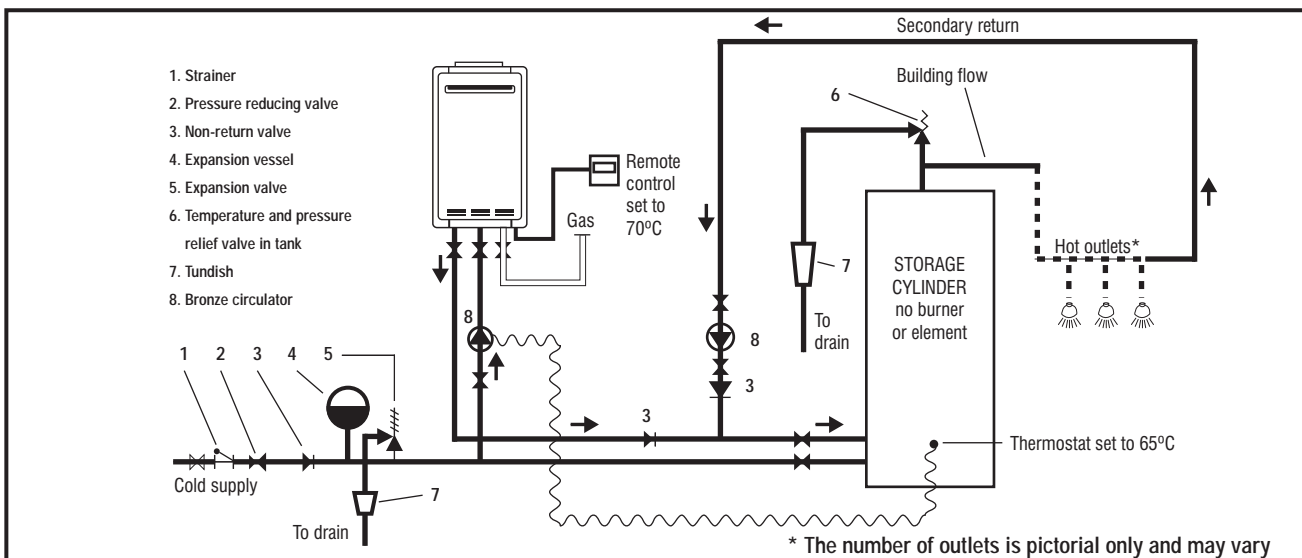 Secondary return
1. Strainer
2. Pressure reducing valve
3. Non-return valve
4. Expansion vessel
5. Expansion valve
6. Temperature and pressure
relief valve in tank
7. Tundish
8. Bronze circulator
Building flow
6
Remote
control
set to
70ºC
Gas
7
Hot outlets*
STORAGE
CYLINDER
no burner
or element
To
drain
8
8
1
2
3
4
5
3
3
Thermostat set to 65ºC
Cold supply
7
To drain
* The number of outlets is pictorial only and may vary